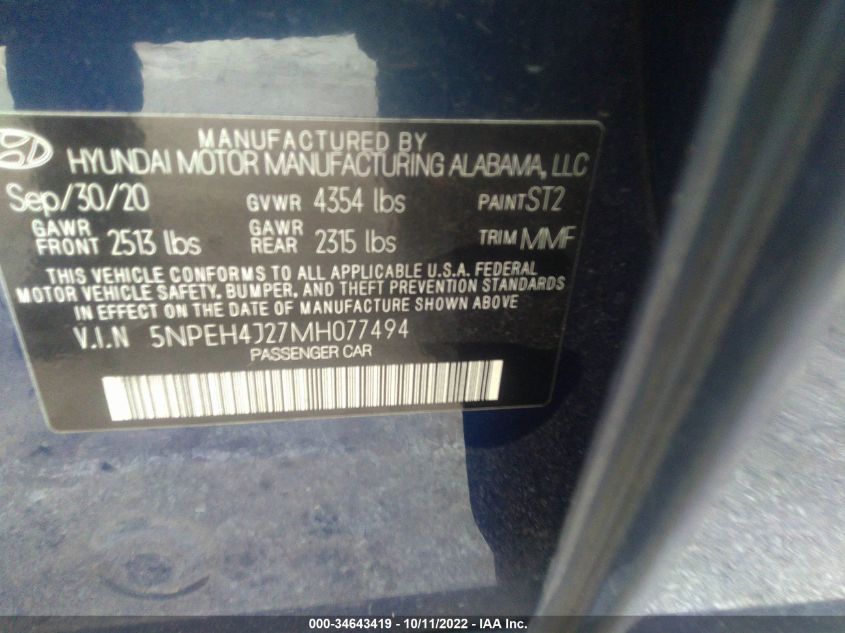 MANUFACTURED BY
HYUNDAI MOTOR MANUFACTURING ALABAMA, LLC
Sep/30/20 GVWR 4354 lbs PAINT ST2
GAWR FRONT 2513 lbs GAWR REAR 2315 lbs TRIM MMF
THIS VEHICLE CONFORMS TO ALL APPLICABLE U.S.A. FEDERAL
MOTOR VEHICLE SAFETY, BUMPER, AND THEFT PREVENTION STANDARDS
IN EFFECT ON THE DATE OF MANUFACTURE SHOWN ABOVE
V.I.N 5NPEH4J27MH077494
PASSENGER CAR
000-34643419 - 10/11/2022 - IAA Inc.